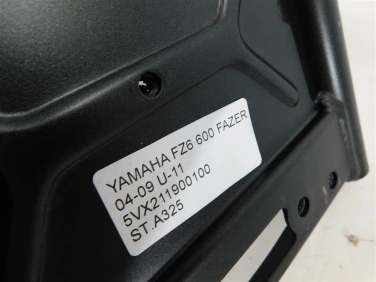 YAMAHA FZ6 600 FAZER
04-09 U-11
5VX211900100
ST.A325